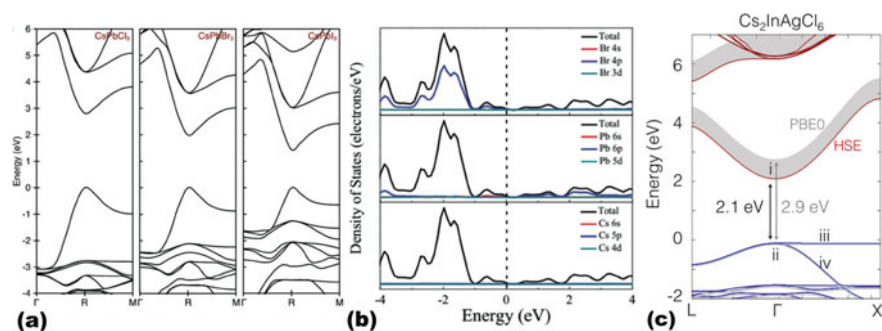 CsPbCl₃ CsPbBr₃ CsPbI₃
Energy (eV)
6
5
4
3
2
1
0
-1
-2
-3
-4
Γ R M Γ R M Γ R M
(a)
Density of States (electrons/eV)
Total
Br 4s
Br 4p
Br 3d
Total
Pb 6s
Pb 6p
Pb 5d
Total
Cs 6s
Cs 5p
Cs 4d
-4 -2 0 2 4
Energy (eV)
(b)
Cs₂InAgCl₆
Energy (eV)
6
4
2
0
-2
PBE0
HSE
i
2.1 eV 2.9 eV
iii
ii
iv
L Γ X
(c)